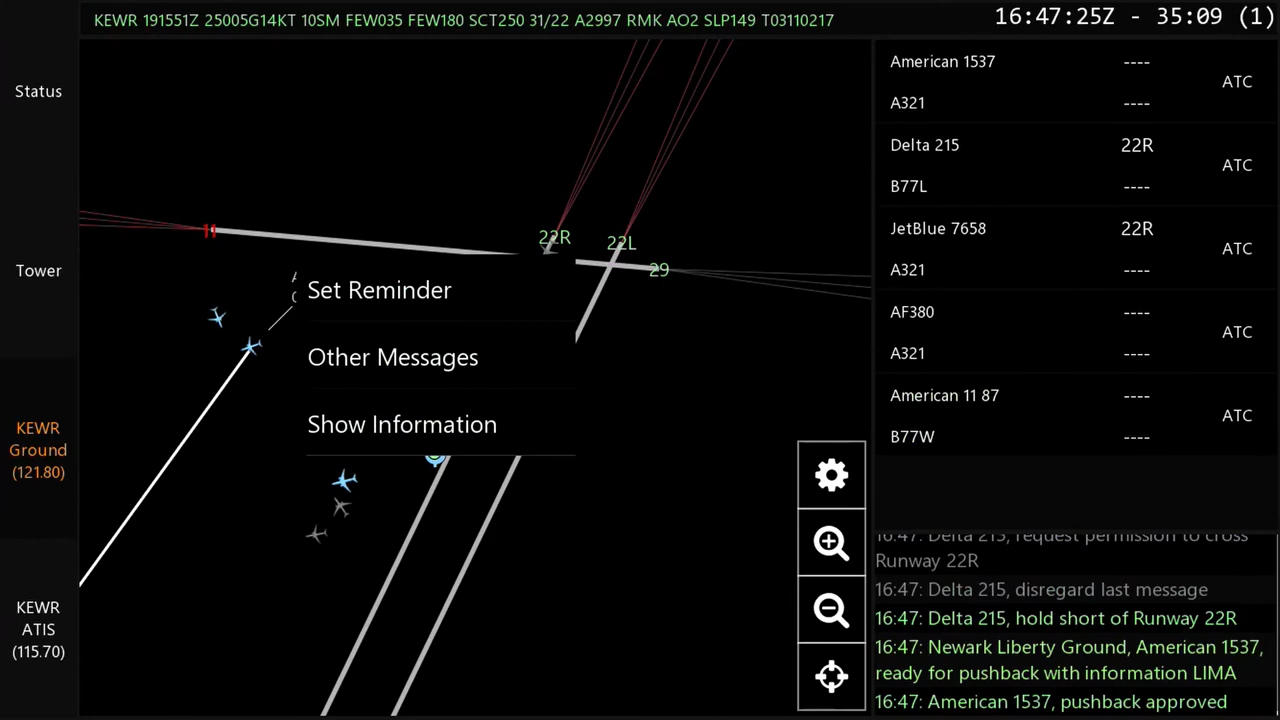 KEWR 191551Z 25005G14KT 10SM FEW035 FEW180 SCT250 31/22 A2997 RMK AO2 SLP149 T03110217
16:47:25Z - 35:09 (1)
Status
Tower
KEWR
Ground
(121.80)
KEWR
ATIS
(115.70)
11
22R
22L
29
Set Reminder
Other Messages
Show Information
American 1537 ----
ATC
A321 ----
Delta 215 22R
ATC
B77L ----
JetBlue 7658 22R
ATC
A321 ----
AF380 ----
ATC
A321 ----
American 11 87 ----
ATC
B77W ----
16:47: Delta 215, request permission to cross
Runway 22R
16:47: Delta 215, disregard last message
16:47: Delta 215, hold short of Runway 22R
16:47: Newark Liberty Ground, American 1537,
ready for pushback with information LIMA
16:47: American 1537, pushback approved